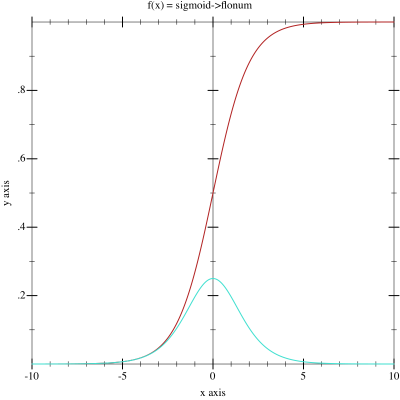 f(x) = sigmoid->flonum
.8
.6
.4
.2
y axis
-10 -5 0 5 10
x axis